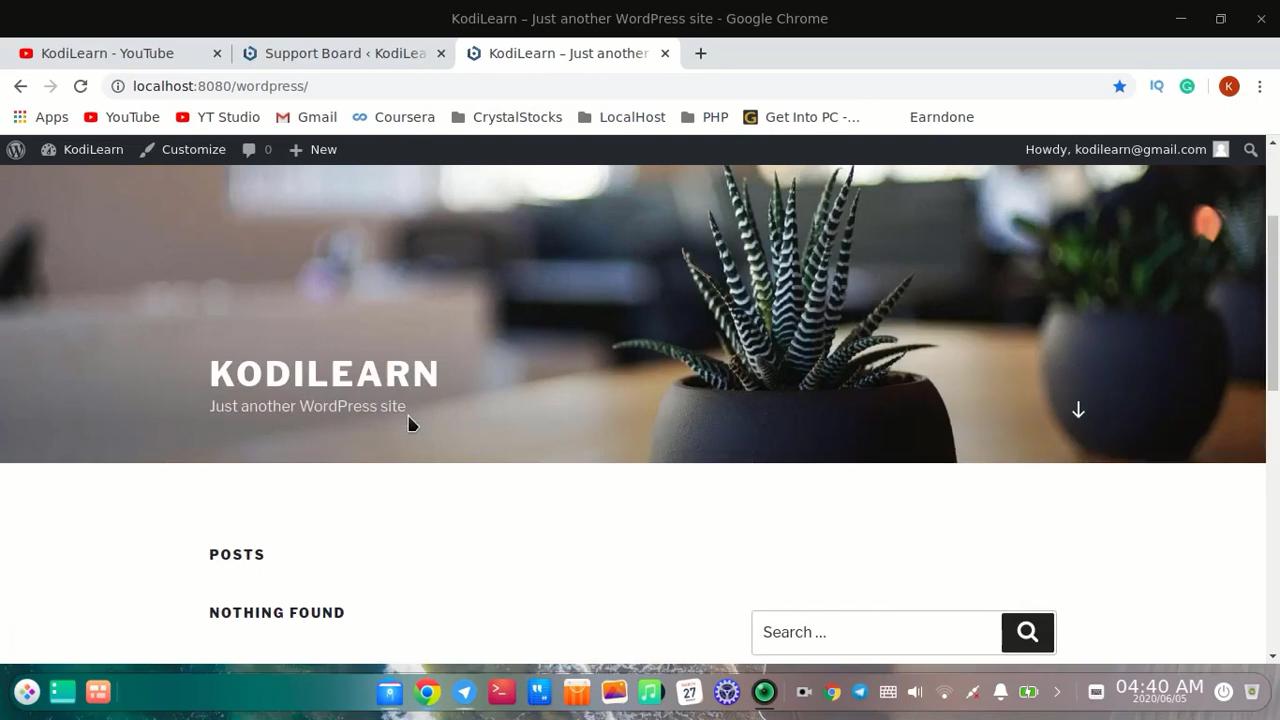 KodiLearn – Just another WordPress site - Google Chrome
KodiLearn - YouTube
Support Board ‹ KodiLea
KodiLearn – Just another
localhost:8080/wordpress/
IQ
K
Apps YouTube YT Studio Gmail Coursera CrystalStocks LocalHost PHP Get Into PC -... Earndone
KodiLearn Customize 0 New Howdy, kodilearn@gmail.com
KODILEARN
Just another WordPress site
POSTS
NOTHING FOUND
Search ...
27
04:40 AM
2020/06/05